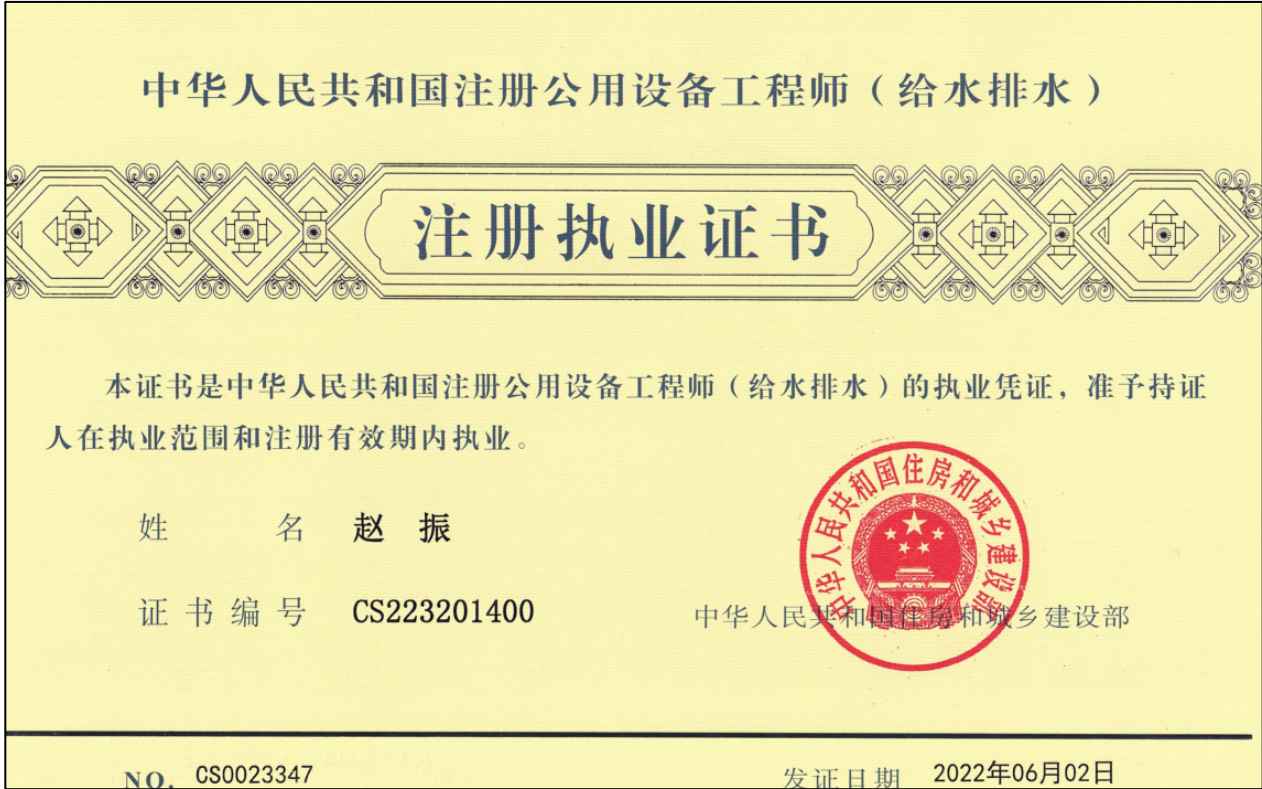 中华人民共和国注册公用设备工程师（给水排水）
注册执业证书
本证书是中华人民共和国注册公用设备工程师（给水排水）的执业凭证，准予持证
人在执业范围和注册有效期内执业。
姓名 赵振
中华人民共和国住房和城乡建设部
证书编号 CS223201400
中华人民共和国住房和城乡建设部
NO. CS0023347
发证日期 2022年06月02日